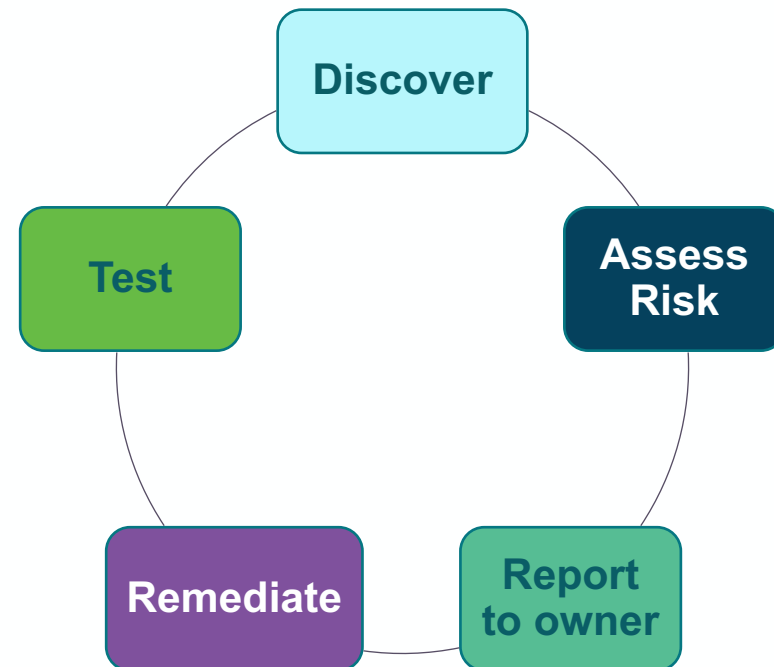 Discover
Assess
Risk
Report
to owner
Remediate
Test